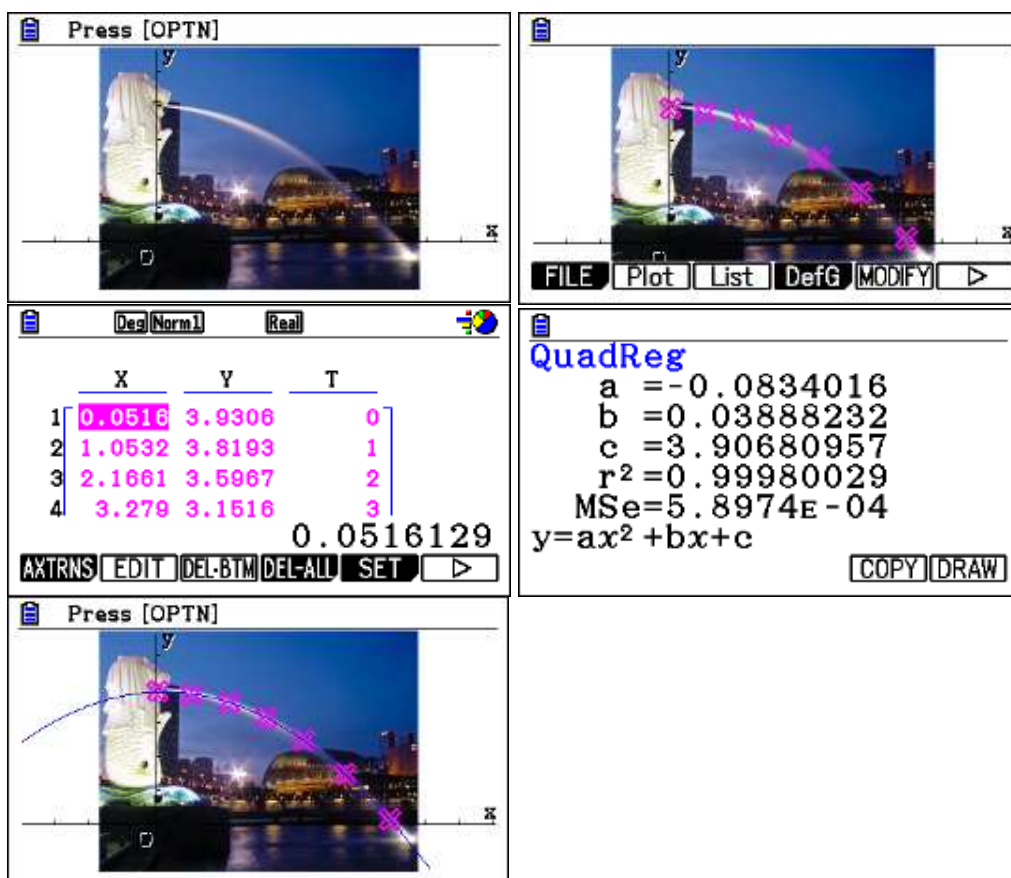 Press [OPTN]
y
x
O
y
x
FILE Plot List DefG MODIFY ▷
Deg Norm1 Real
X Y T
1 0.0516 3.9306 0
2 1.0532 3.8193 1
3 2.1661 3.5967 2
4 3.279 3.1516 3
0.0516129
AXTRNS EDIT DEL-BTM DEL-ALL SET ▷
QuadReg
a =-0.0834016
b =0.03888232
c =3.90680957
r²=0.99980029
MSe=5.8974E-04
y=ax²+bx+c
COPY DRAW
Press [OPTN]
y
x
O